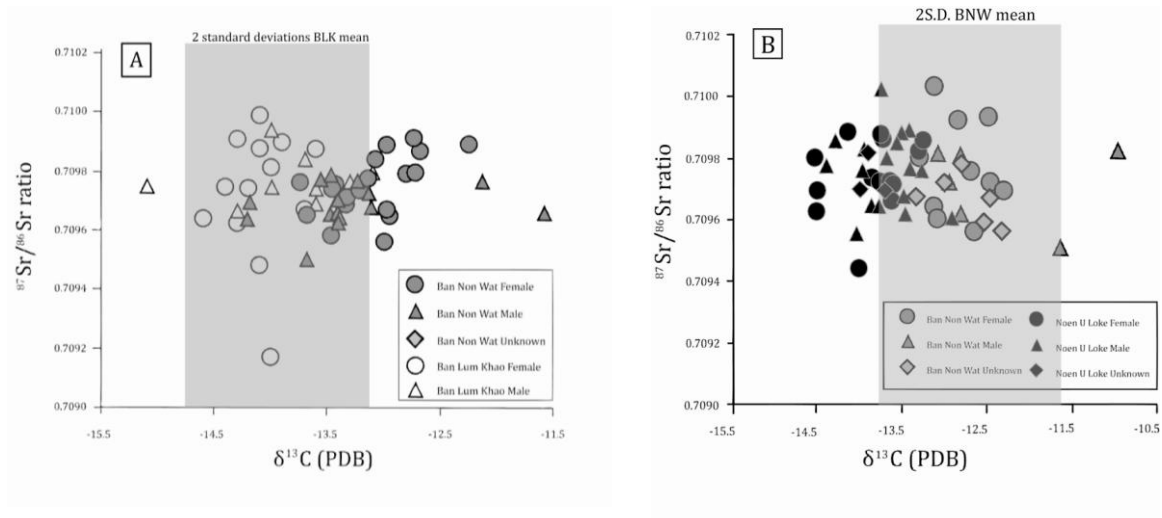 2 standard deviations BLK mean
A
0.7102
0.7100
0.7098
0.7096
0.7094
0.7092
0.7090
87Sr/86Sr ratio
-15.5
-14.5
-13.5
-12.5
-11.5
δ13C (PDB)
Ban Non Wat Female
Ban Non Wat Male
Ban Non Wat Unknown
Ban Lum Khao Female
Ban Lum Khao Male
2S.D. BNW mean
B
0.7102
0.7100
0.7098
0.7096
0.7094
0.7092
0.7090
87Sr/86Sr ratio
-15.5
-14.5
-13.5
-12.5
-11.5
-10.5
δ13C (PDB)
Ban Non Wat Female
Noen U Loke Female
Ban Non Wat Male
Noen U Loke Male
Ban Non Wat Unknown
Noen U Loke Unknown